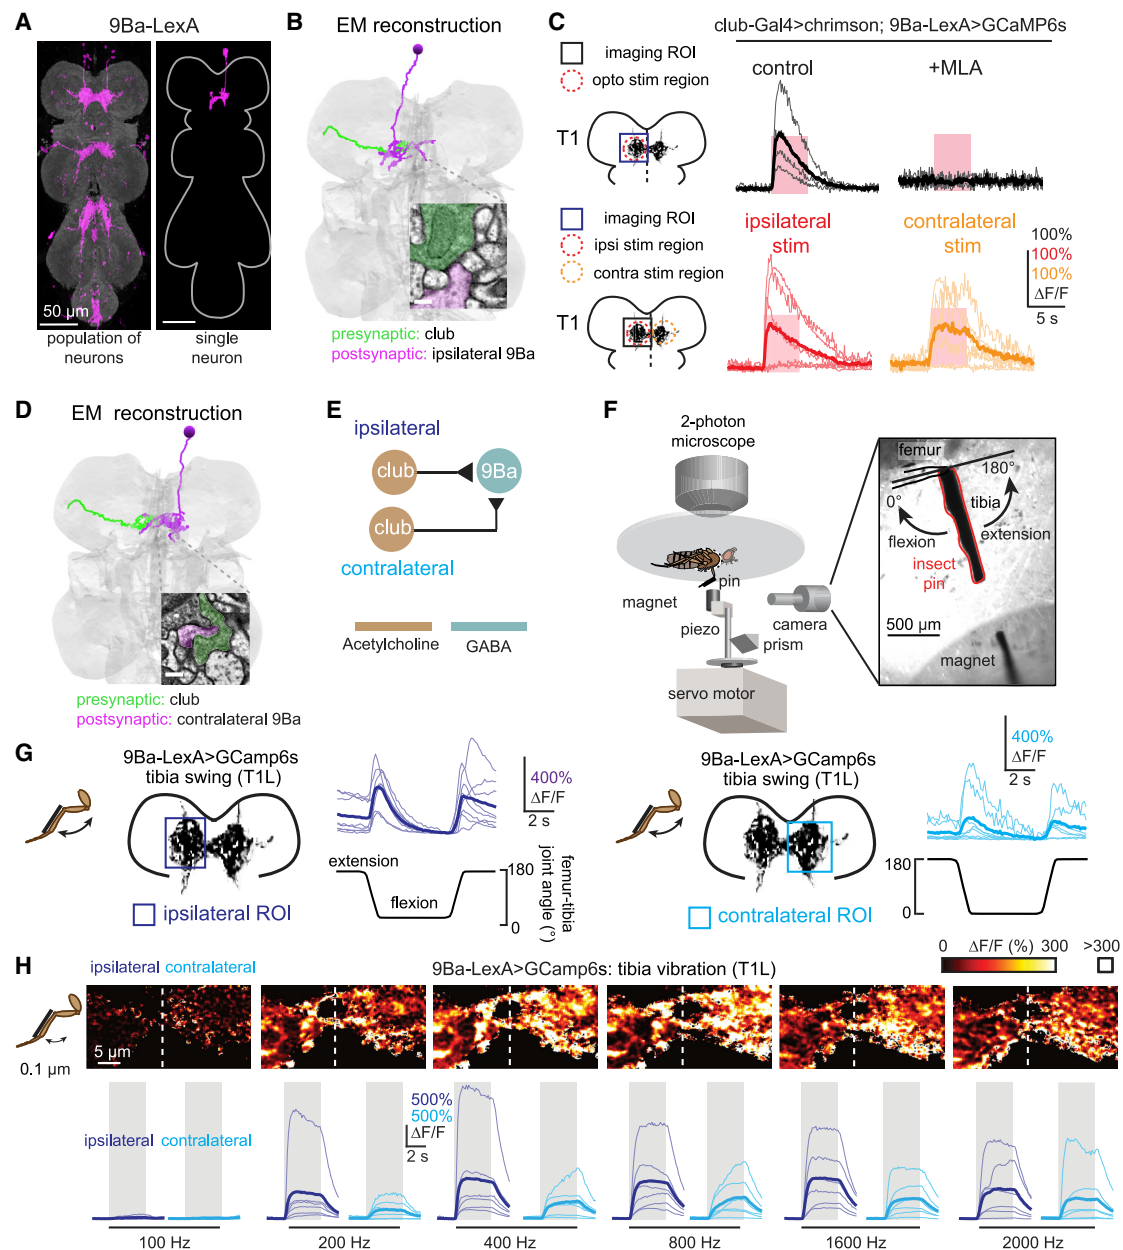 A
9Ba-LexA
50 µm
population of
neurons
single
neuron
B
EM reconstruction
presynaptic: club
postsynaptic: ipsilateral 9Ba
C
club-Gal4>chrimson; 9Ba-LexA>GCaMP6s
imaging ROI
opto stim region
control
+MLA
T1
imaging ROI
ipsi stim region
contra stim region
ipsilateral
stim
contralateral
stim
100%
100%
100%
ΔF/F
5 s
T1
D
EM reconstruction
presynaptic: club
postsynaptic: contralateral 9Ba
E
ipsilateral
club
9Ba
club
contralateral
Acetylcholine
GABA
F
2-photon
microscope
pin
magnet
piezo
camera
prism
servo motor
femur
180°
0°
tibia
flexion
extension
insect
pin
500 µm
magnet
G
9Ba-LexA>GCamp6s
tibia swing (T1L)
ipsilateral ROI
400%
ΔF/F
2 s
extension
flexion
180
0
femur-tibia
joint angle (°)
9Ba-LexA>GCamp6s
tibia swing (T1L)
contralateral ROI
400%
ΔF/F
2 s
180
0
H
ipsilateral contralateral
9Ba-LexA>GCamp6s: tibia vibration (T1L)
0 ΔF/F (%) 300 >300
0.1 µm
5 µm
ipsilateral contralateral
500%
500%
ΔF/F
2 s
100 Hz
200 Hz
400 Hz
800 Hz
1600 Hz
2000 Hz